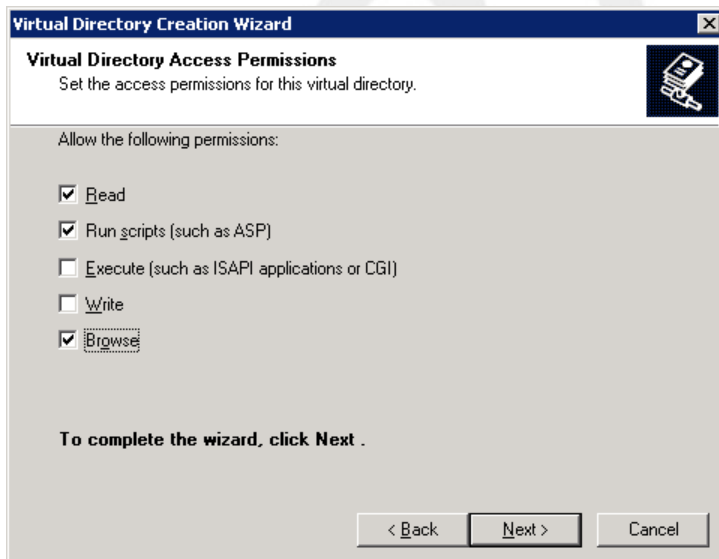 Virtual Directory Creation Wizard
Virtual Directory Access Permissions
Set the access permissions for this virtual directory.
Allow the following permissions:
Read
Run scripts (such as ASP)
Execute (such as ISAPI applications or CGI)
Write
Browse
To complete the wizard, click Next .
< Back Next > Cancel